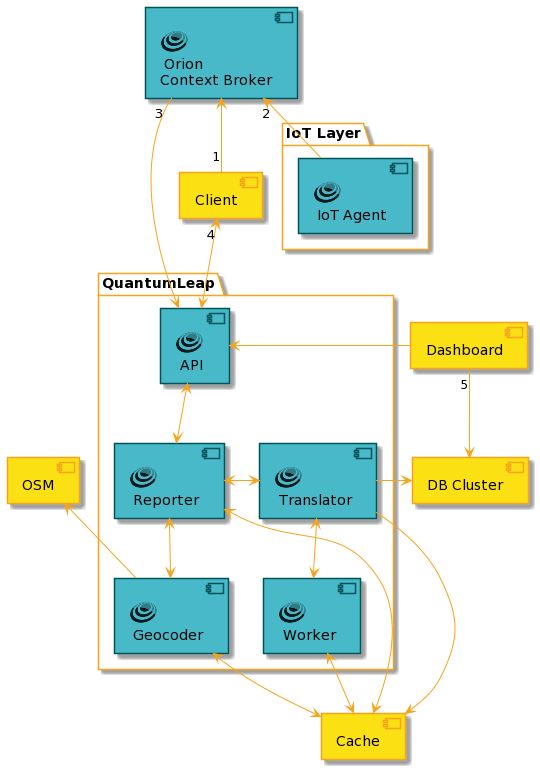 Orion
Context Broker
3
2
1
IoT Layer
Client
IoT Agent
4
QuantumLeap
API
Dashboard
5
Reporter
Translator
OSM
DB Cluster
Geocoder
Worker
Cache